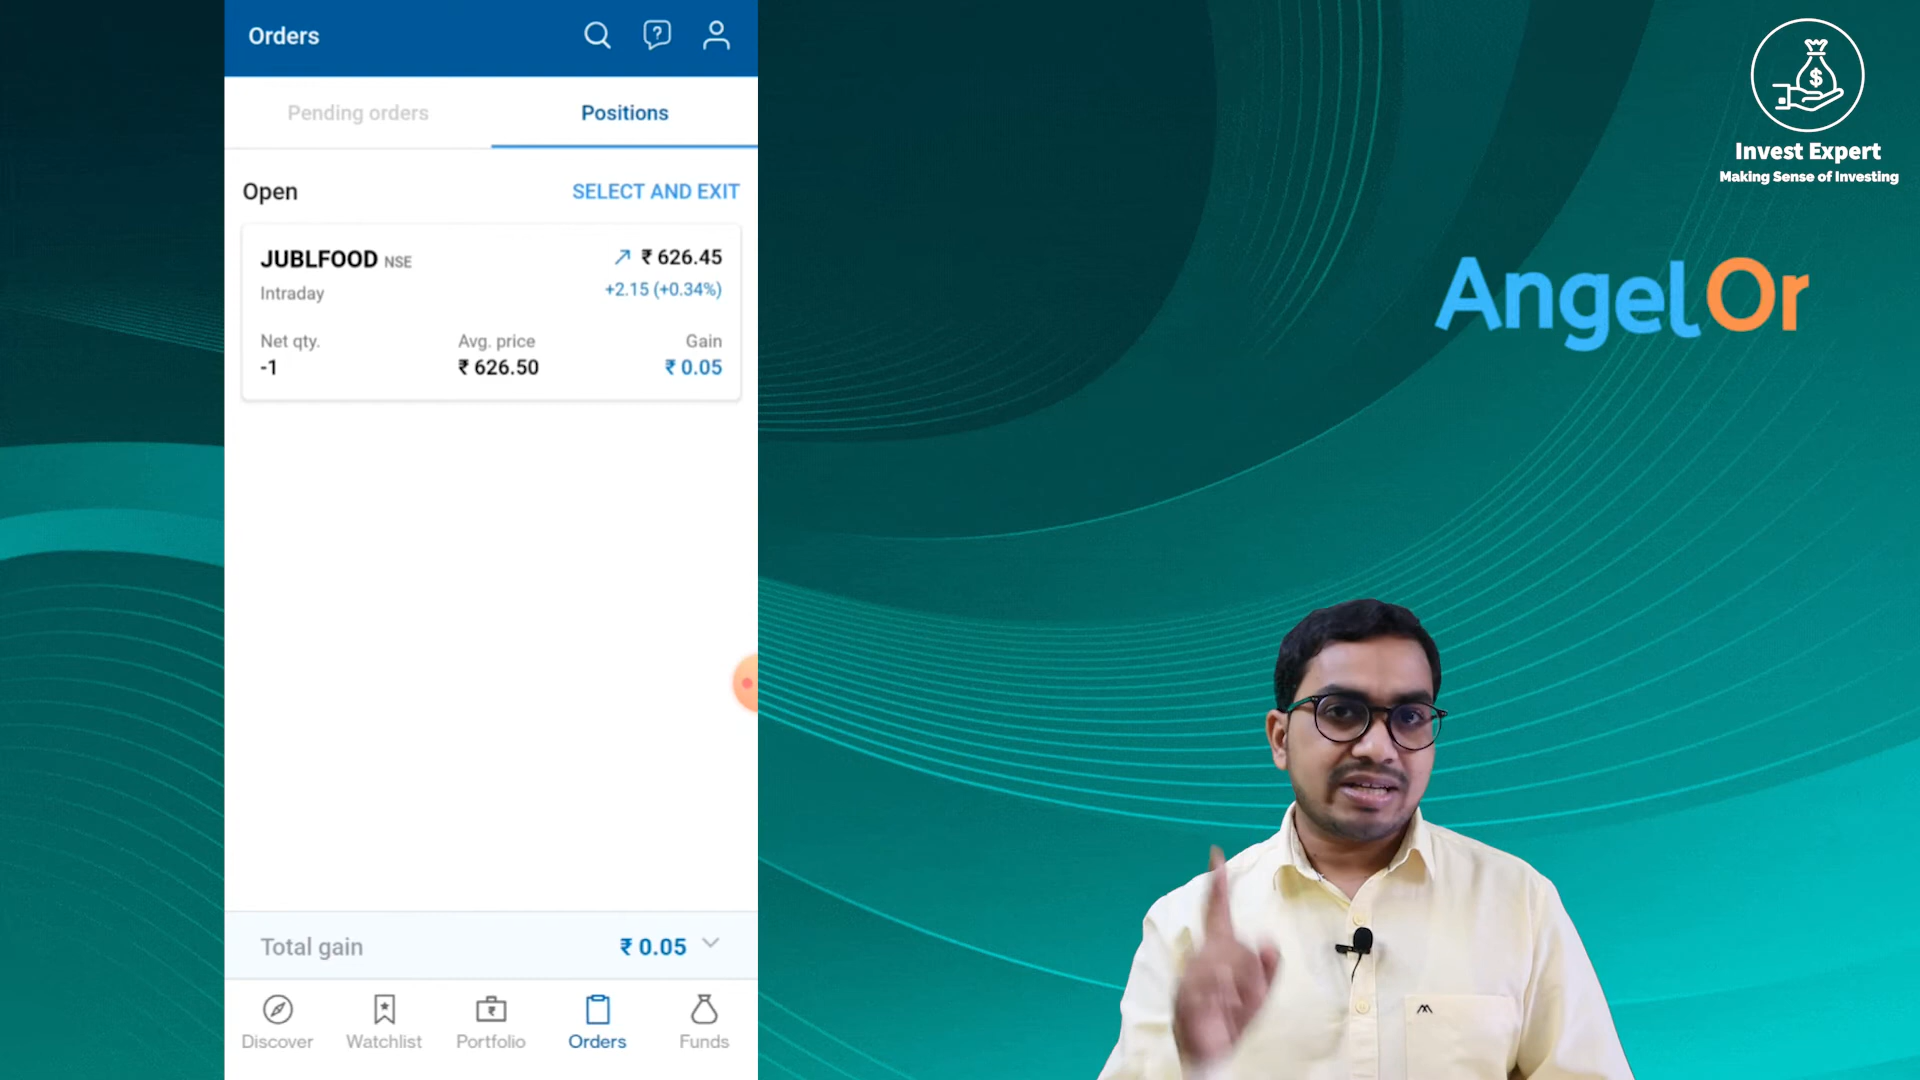 Orders
Pending orders
Positions
Open
SELECT AND EXIT
JUBLFOOD NSE
₹ 626.45
Intraday
+2.15 (+0.34%)
Net qty.
Avg. price
Gain
-1
₹ 626.50
₹ 0.05
Total gain
₹ 0.05
Discover
Watchlist
Portfolio
Orders
Funds
Invest Expert
Making Sense of Investing
AngelOr